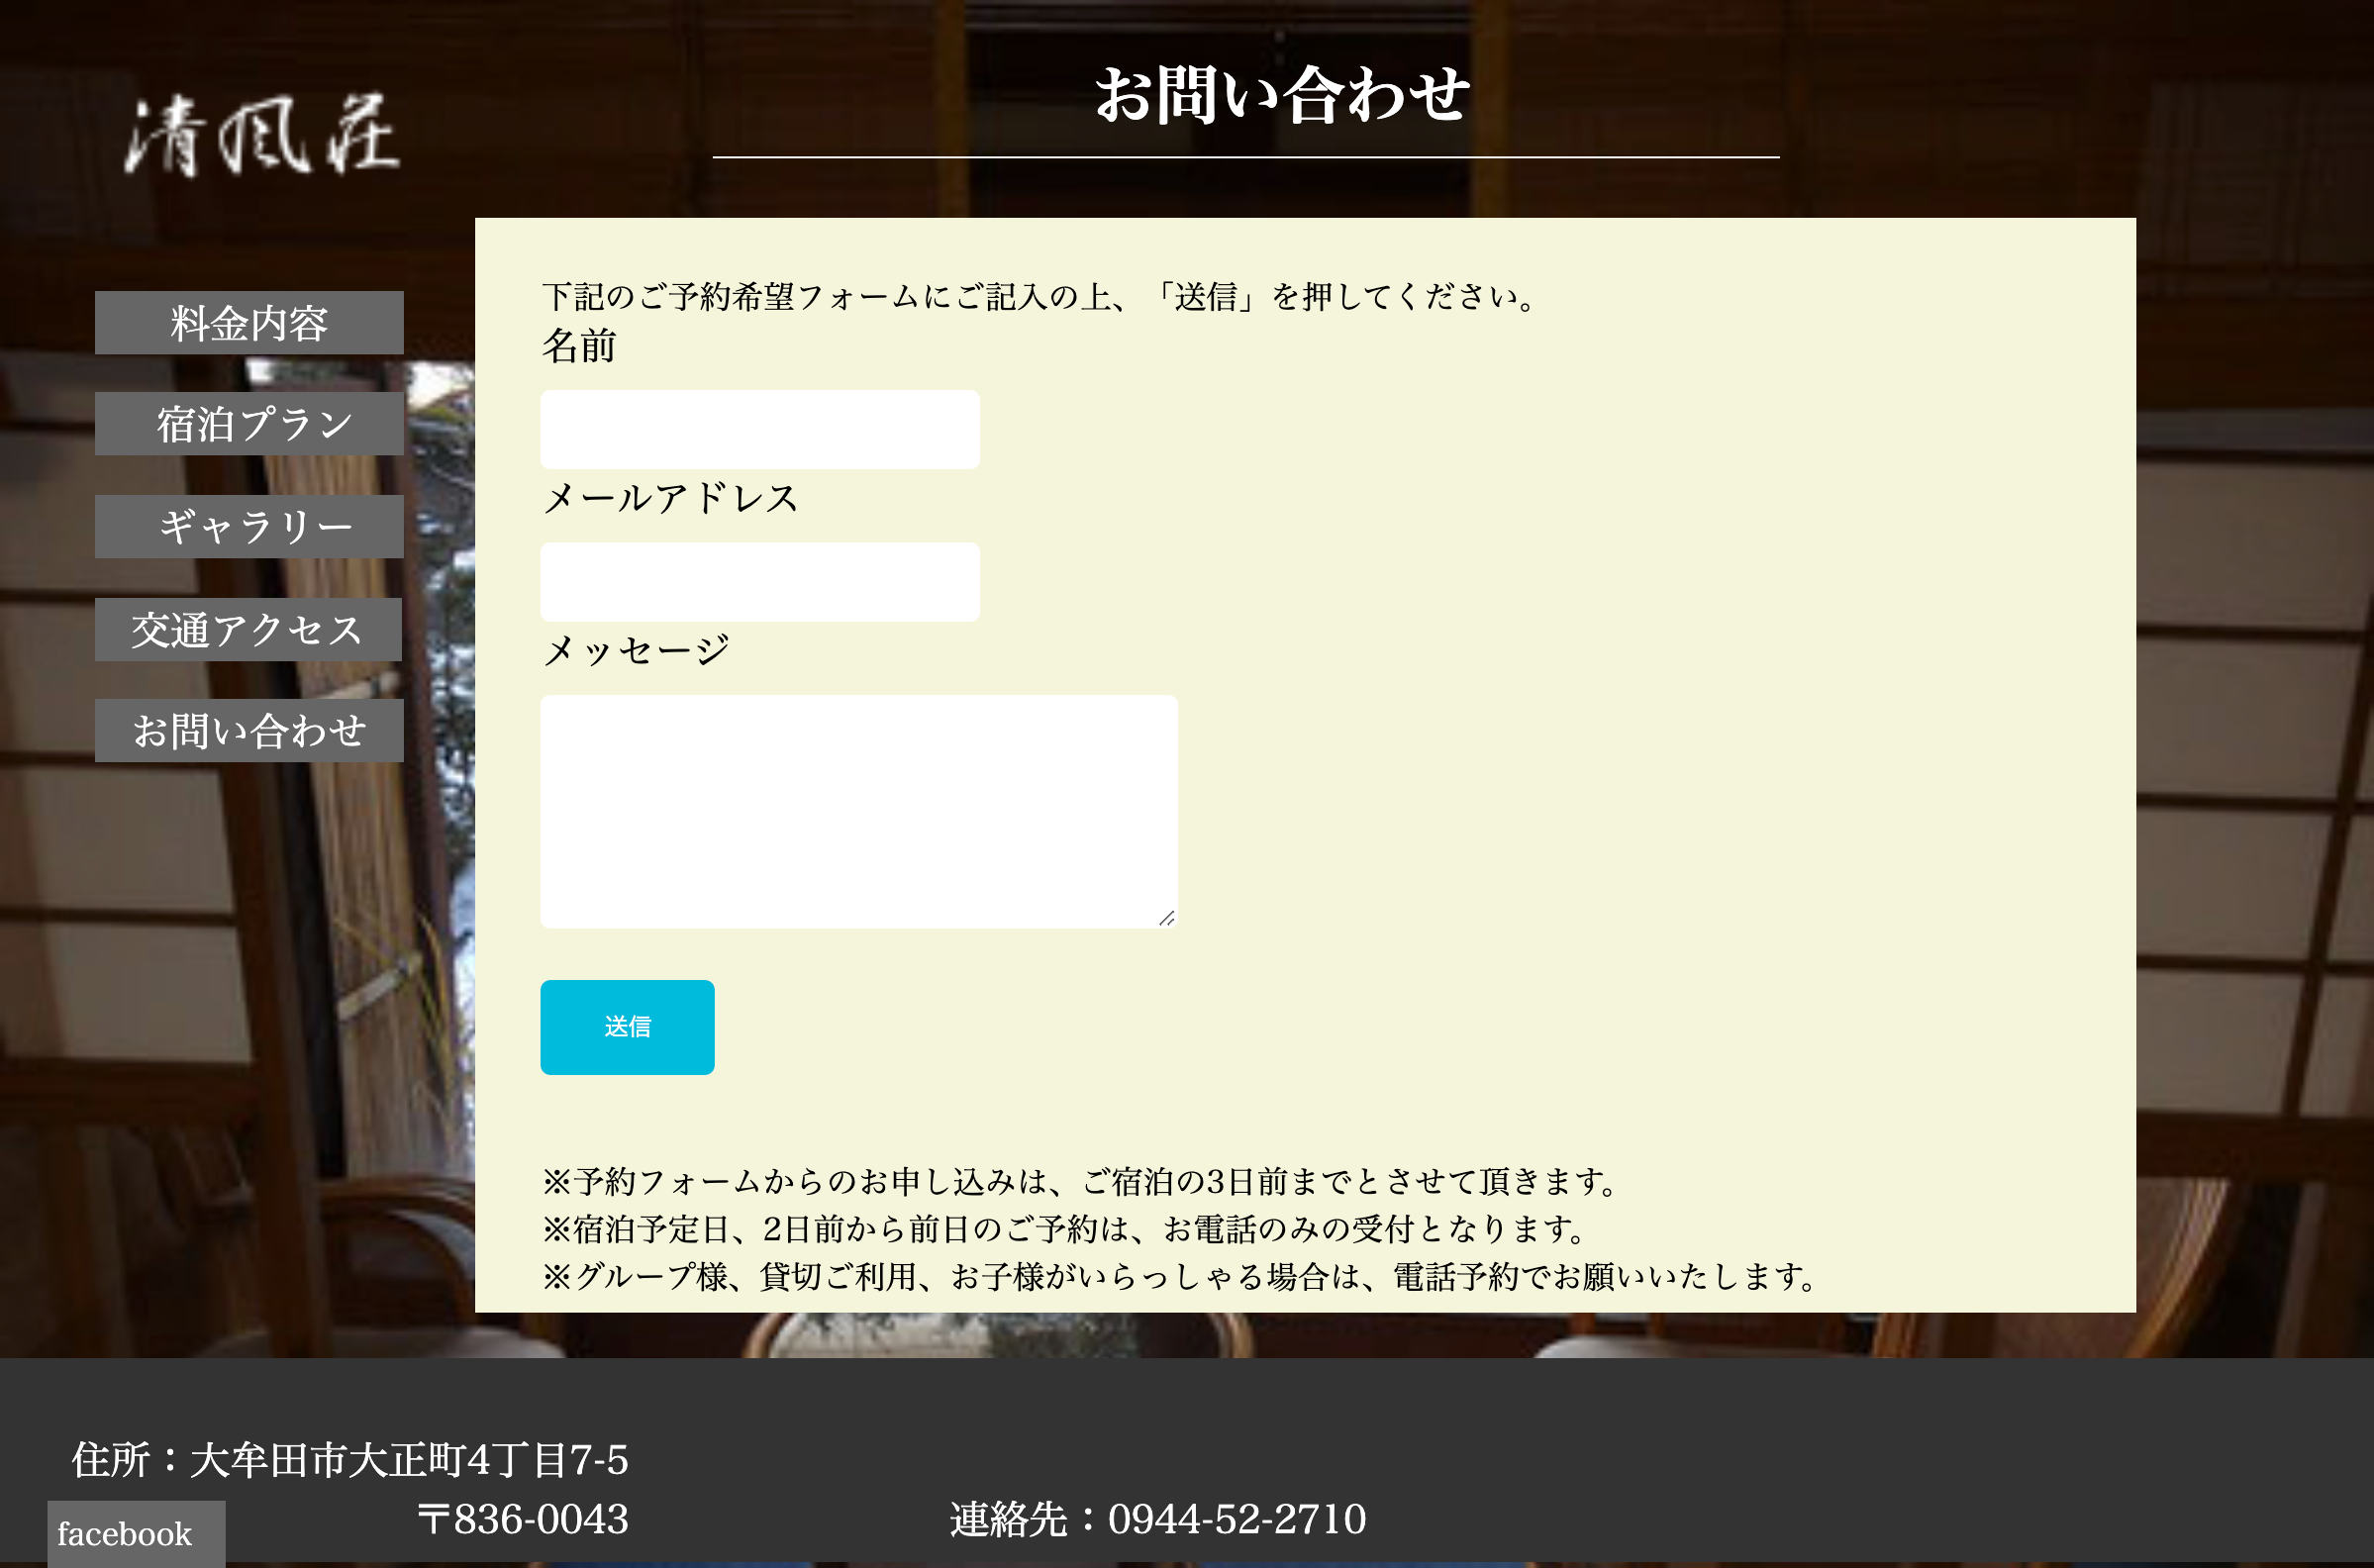 清風荘
お問い合わせ
料金内容
宿泊プラン
ギャラリー
交通アクセス
お問い合わせ
下記のご予約希望フォームにご記入の上、「送信」を押してください。
名前
メールアドレス
メッセージ
送信
※予約フォームからのお申し込みは、ご宿泊の3日前までとさせて頂きます。
※宿泊予定日、2日前から前日のご予約は、お電話のみの受付となります。
※グループ様、貸切ご利用、お子様がいらっしゃる場合は、電話予約でお願いいたします。
住所：大牟田市大正町4丁目7-5
〒836-0043
連絡先：0944-52-2710
facebook